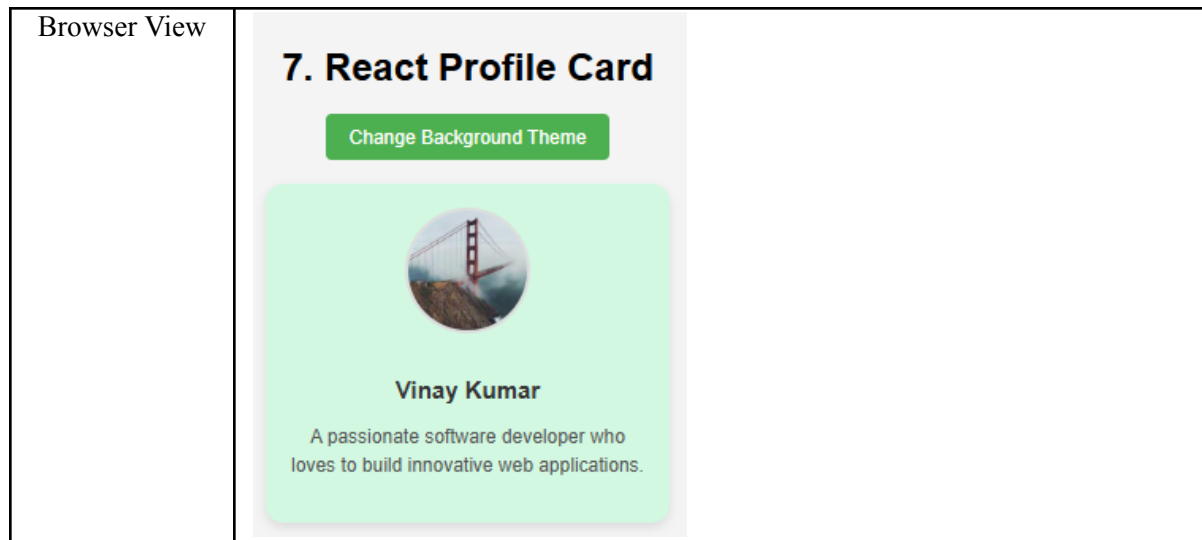 Browser View
7. React Profile Card
Change Background Theme
Vinay Kumar
A passionate software developer who
loves to build innovative web applications.